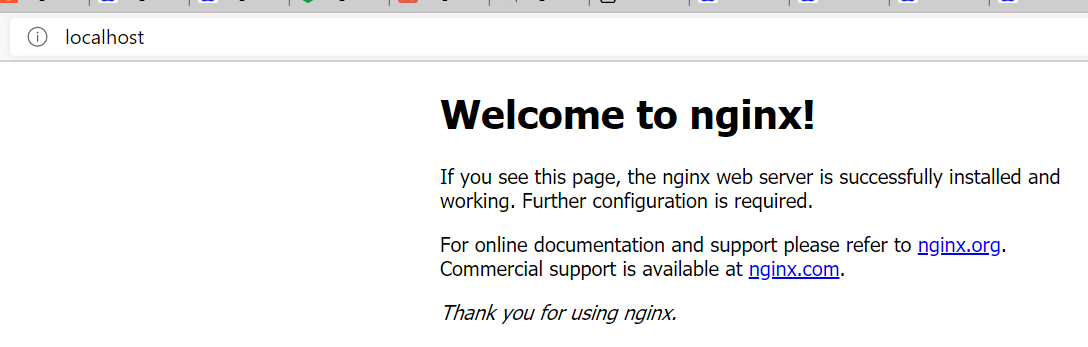 localhost
Welcome to nginx!
If you see this page, the nginx web server is successfully installed and
working. Further configuration is required.
For online documentation and support please refer to nginx.org.
Commercial support is available at nginx.com.
Thank you for using nginx.